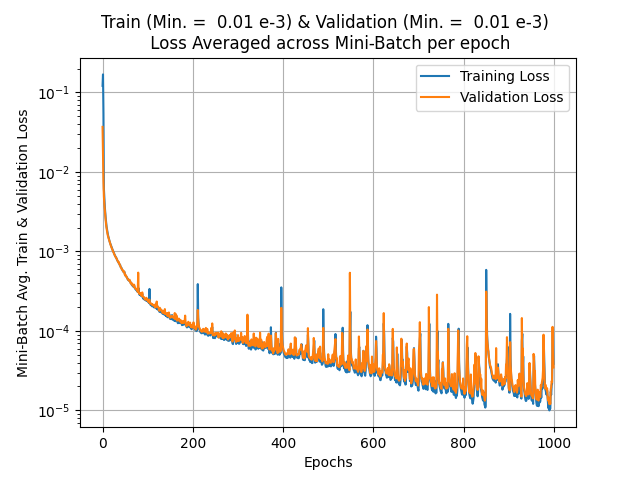 Train (Min. =  0.01 e-3) & Validation (Min. =  0.01 e-3)
Loss Averaged across Mini-Batch per epoch
Training Loss
Validation Loss
Mini-Batch Avg. Train & Validation Loss
10⁻¹
10⁻²
10⁻³
10⁻⁴
10⁻⁵
0 200 400 600 800 1000
Epochs